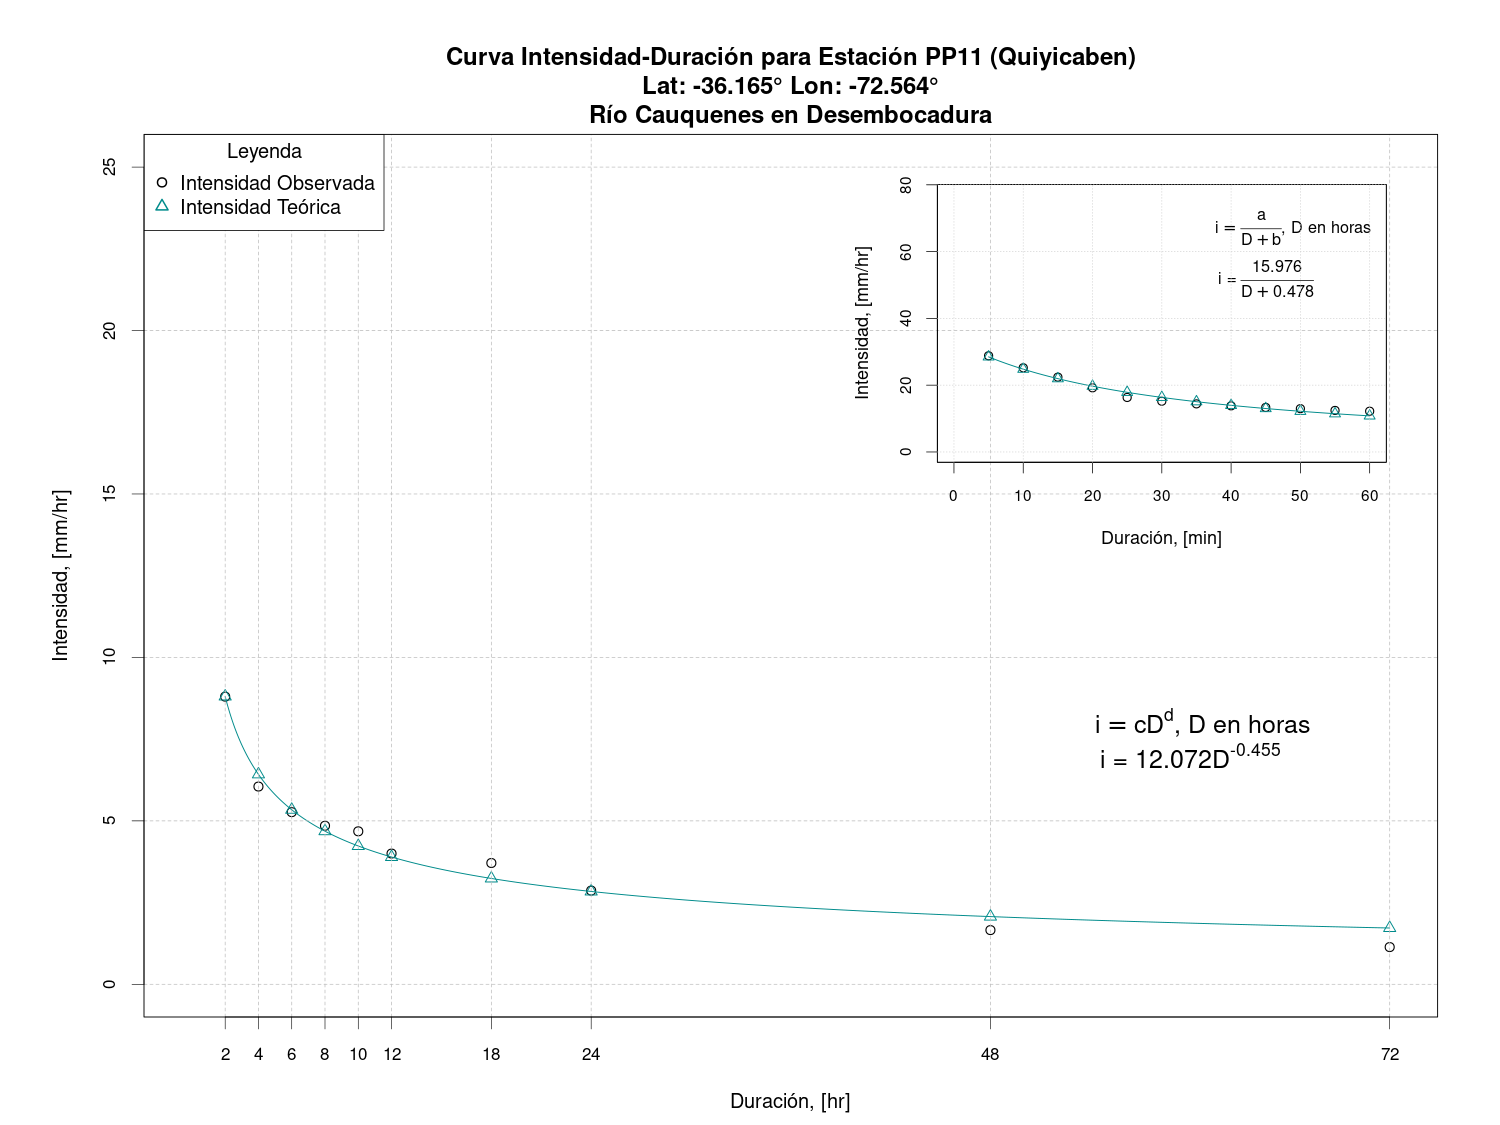 Curva Intensidad-Duración para Estación PP11 (Quiyicaben)
Lat: -36.165° Lon: -72.564°
Río Cauquenes en Desembocadura
Leyenda
Intensidad Observada
Intensidad Teórica
Intensidad, [mm/hr]
25
20
15
10
5
0
2 4 6 8 10 12 18 24 48 72
Duración, [hr]
Intensidad, [mm/hr]
80
60
40
20
0
i = a / D + b, D en horas
i = 15.976 / D + 0.478
0 10 20 30 40 50 60
Duración, [min]
i = cD^d, D en horas
i = 12.072D^-0.455